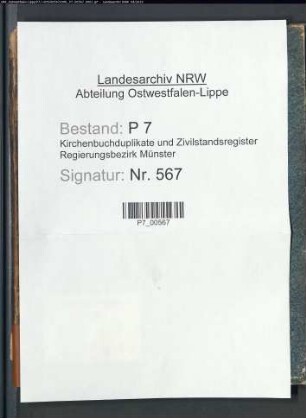 Landesarchiv NRW
Abteilung Ostwestfalen-Lippe
Bestand: P 7
Kirchenbuchduplikate und Zivilstandsregister
Regierungsbezirk Münster
Signatur: Nr. 567
P7_00567